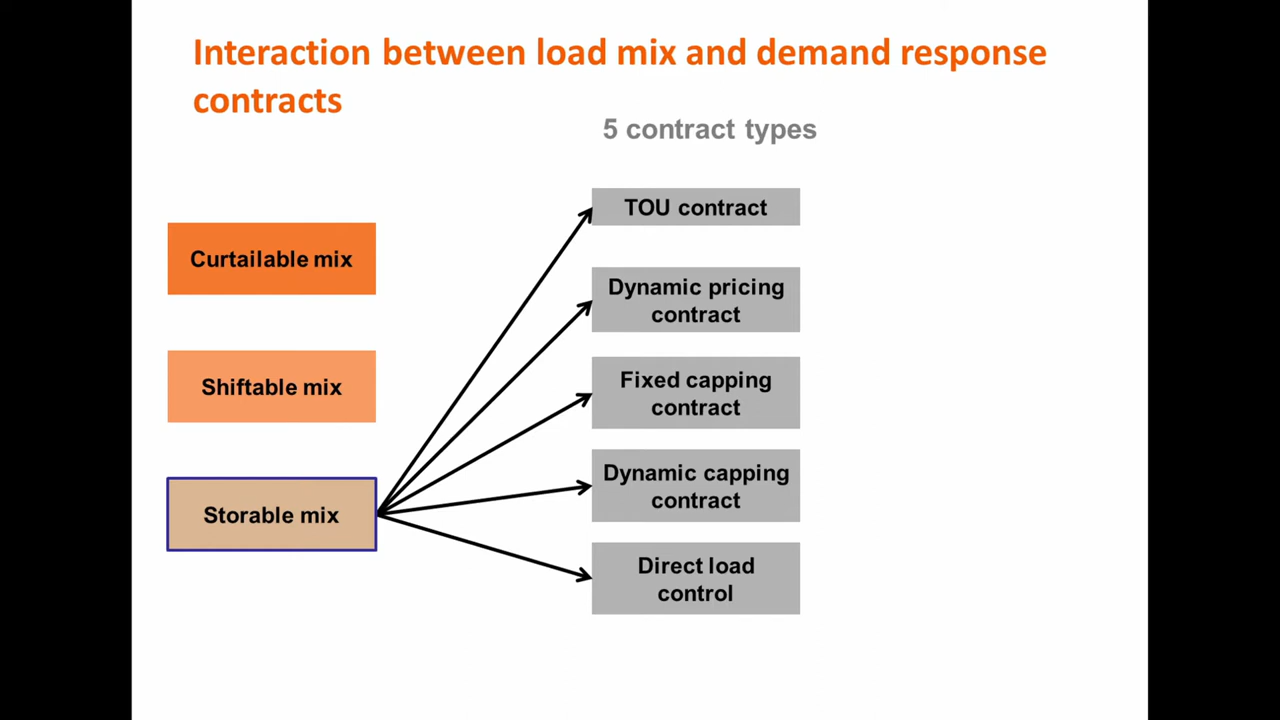 Interaction between load mix and demand response
contracts
5 contract types
Curtailable mix
Shiftable mix
Storable mix
TOU contract
Dynamic pricing
contract
Fixed capping
contract
Dynamic capping
contract
Direct load
control